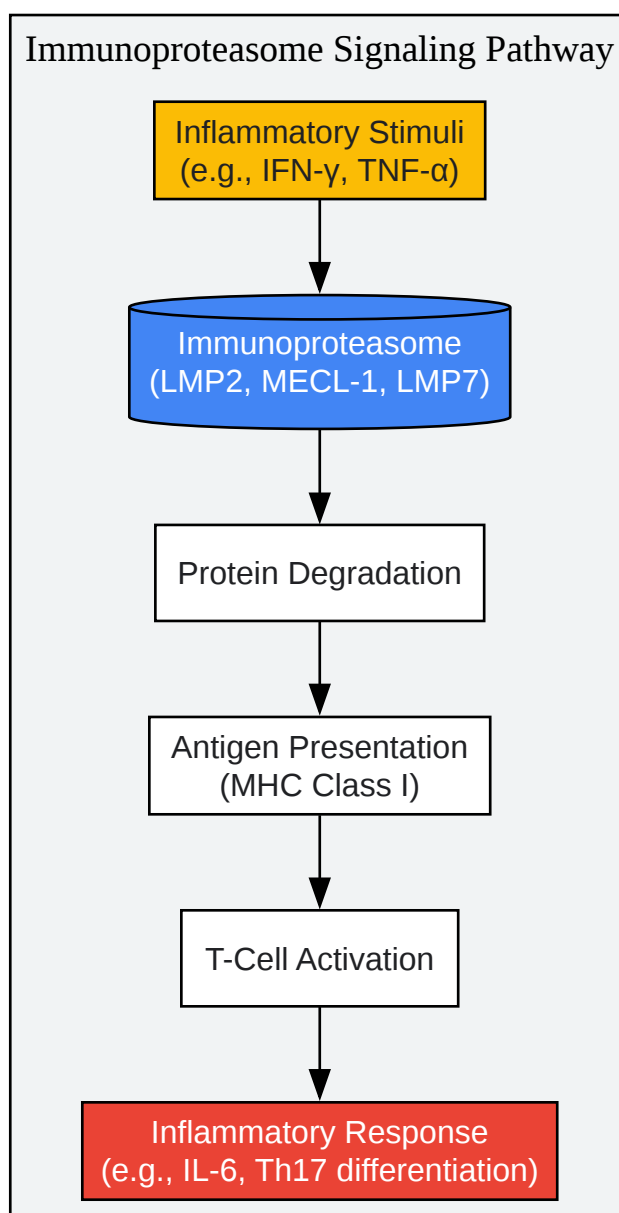 Immunoproteasome Signaling Pathway
Inflammatory Stimuli
(e.g., IFN-γ, TNF-α)
Immunoproteasome
(LMP2, MECL-1, LMP7)
Protein Degradation
Antigen Presentation
(MHC Class I)
T-Cell Activation
Inflammatory Response
(e.g., IL-6, Th17 differentiation)